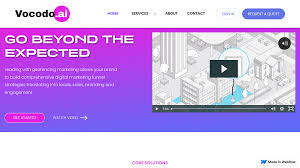 Vocodo.ai
HOME
SERVICES
ABOUT
CONTACT
SIGN IN
REQUEST A QUOTE
GO BEYOND THE
EXPECTED
leading with geofencing marketing allows your brand
to build comprehensive digital marketing funnel
strategies translating into leads, sales, branding and
engagement.
GET STARTED
WATCH VIDEO
CORE SOLUTIONS
Made in Webflow